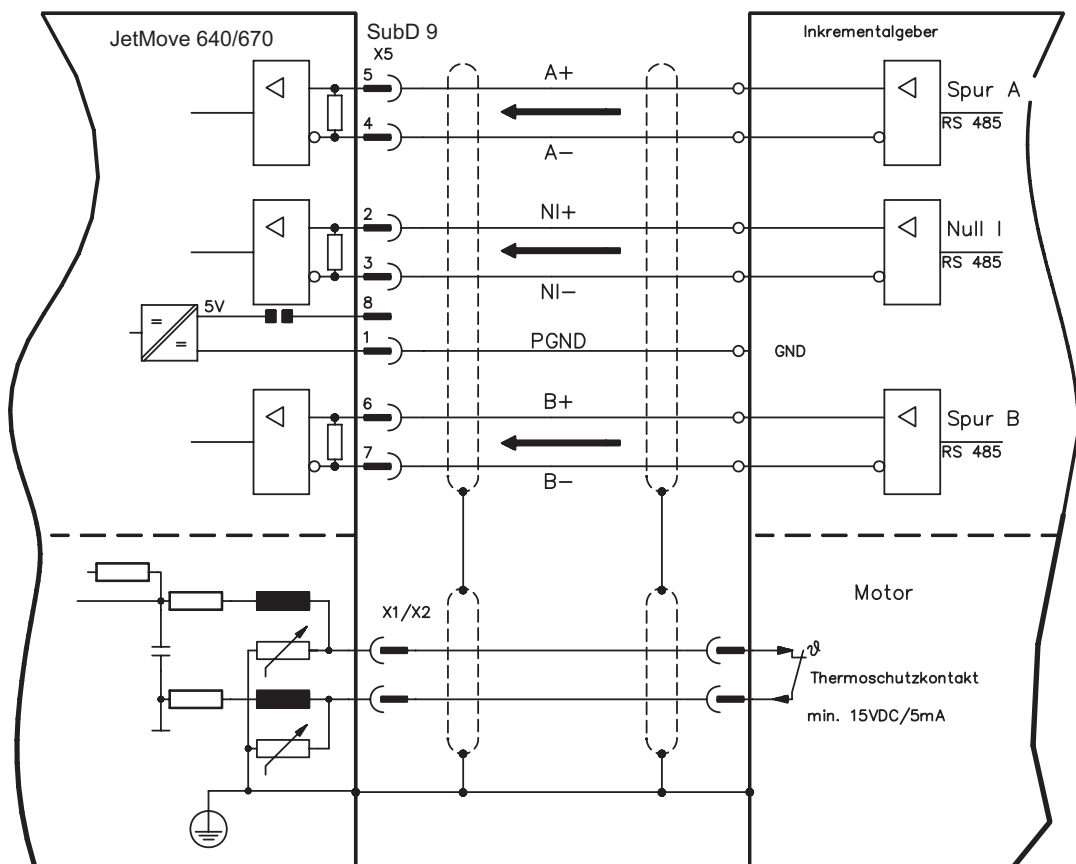 JetMove 640/670
SubD 9
X5
Inkrementalgeber
5
A+
Spur A
RS 485
4
A−
2
NI+
Null I
RS 485
3
NI−
5V
8
=
=
1
PGND
GND
6
B+
Spur B
RS 485
7
B−
Motor
X1/X2
ϑ
Thermoschutzkontakt
min. 15VDC/5mA